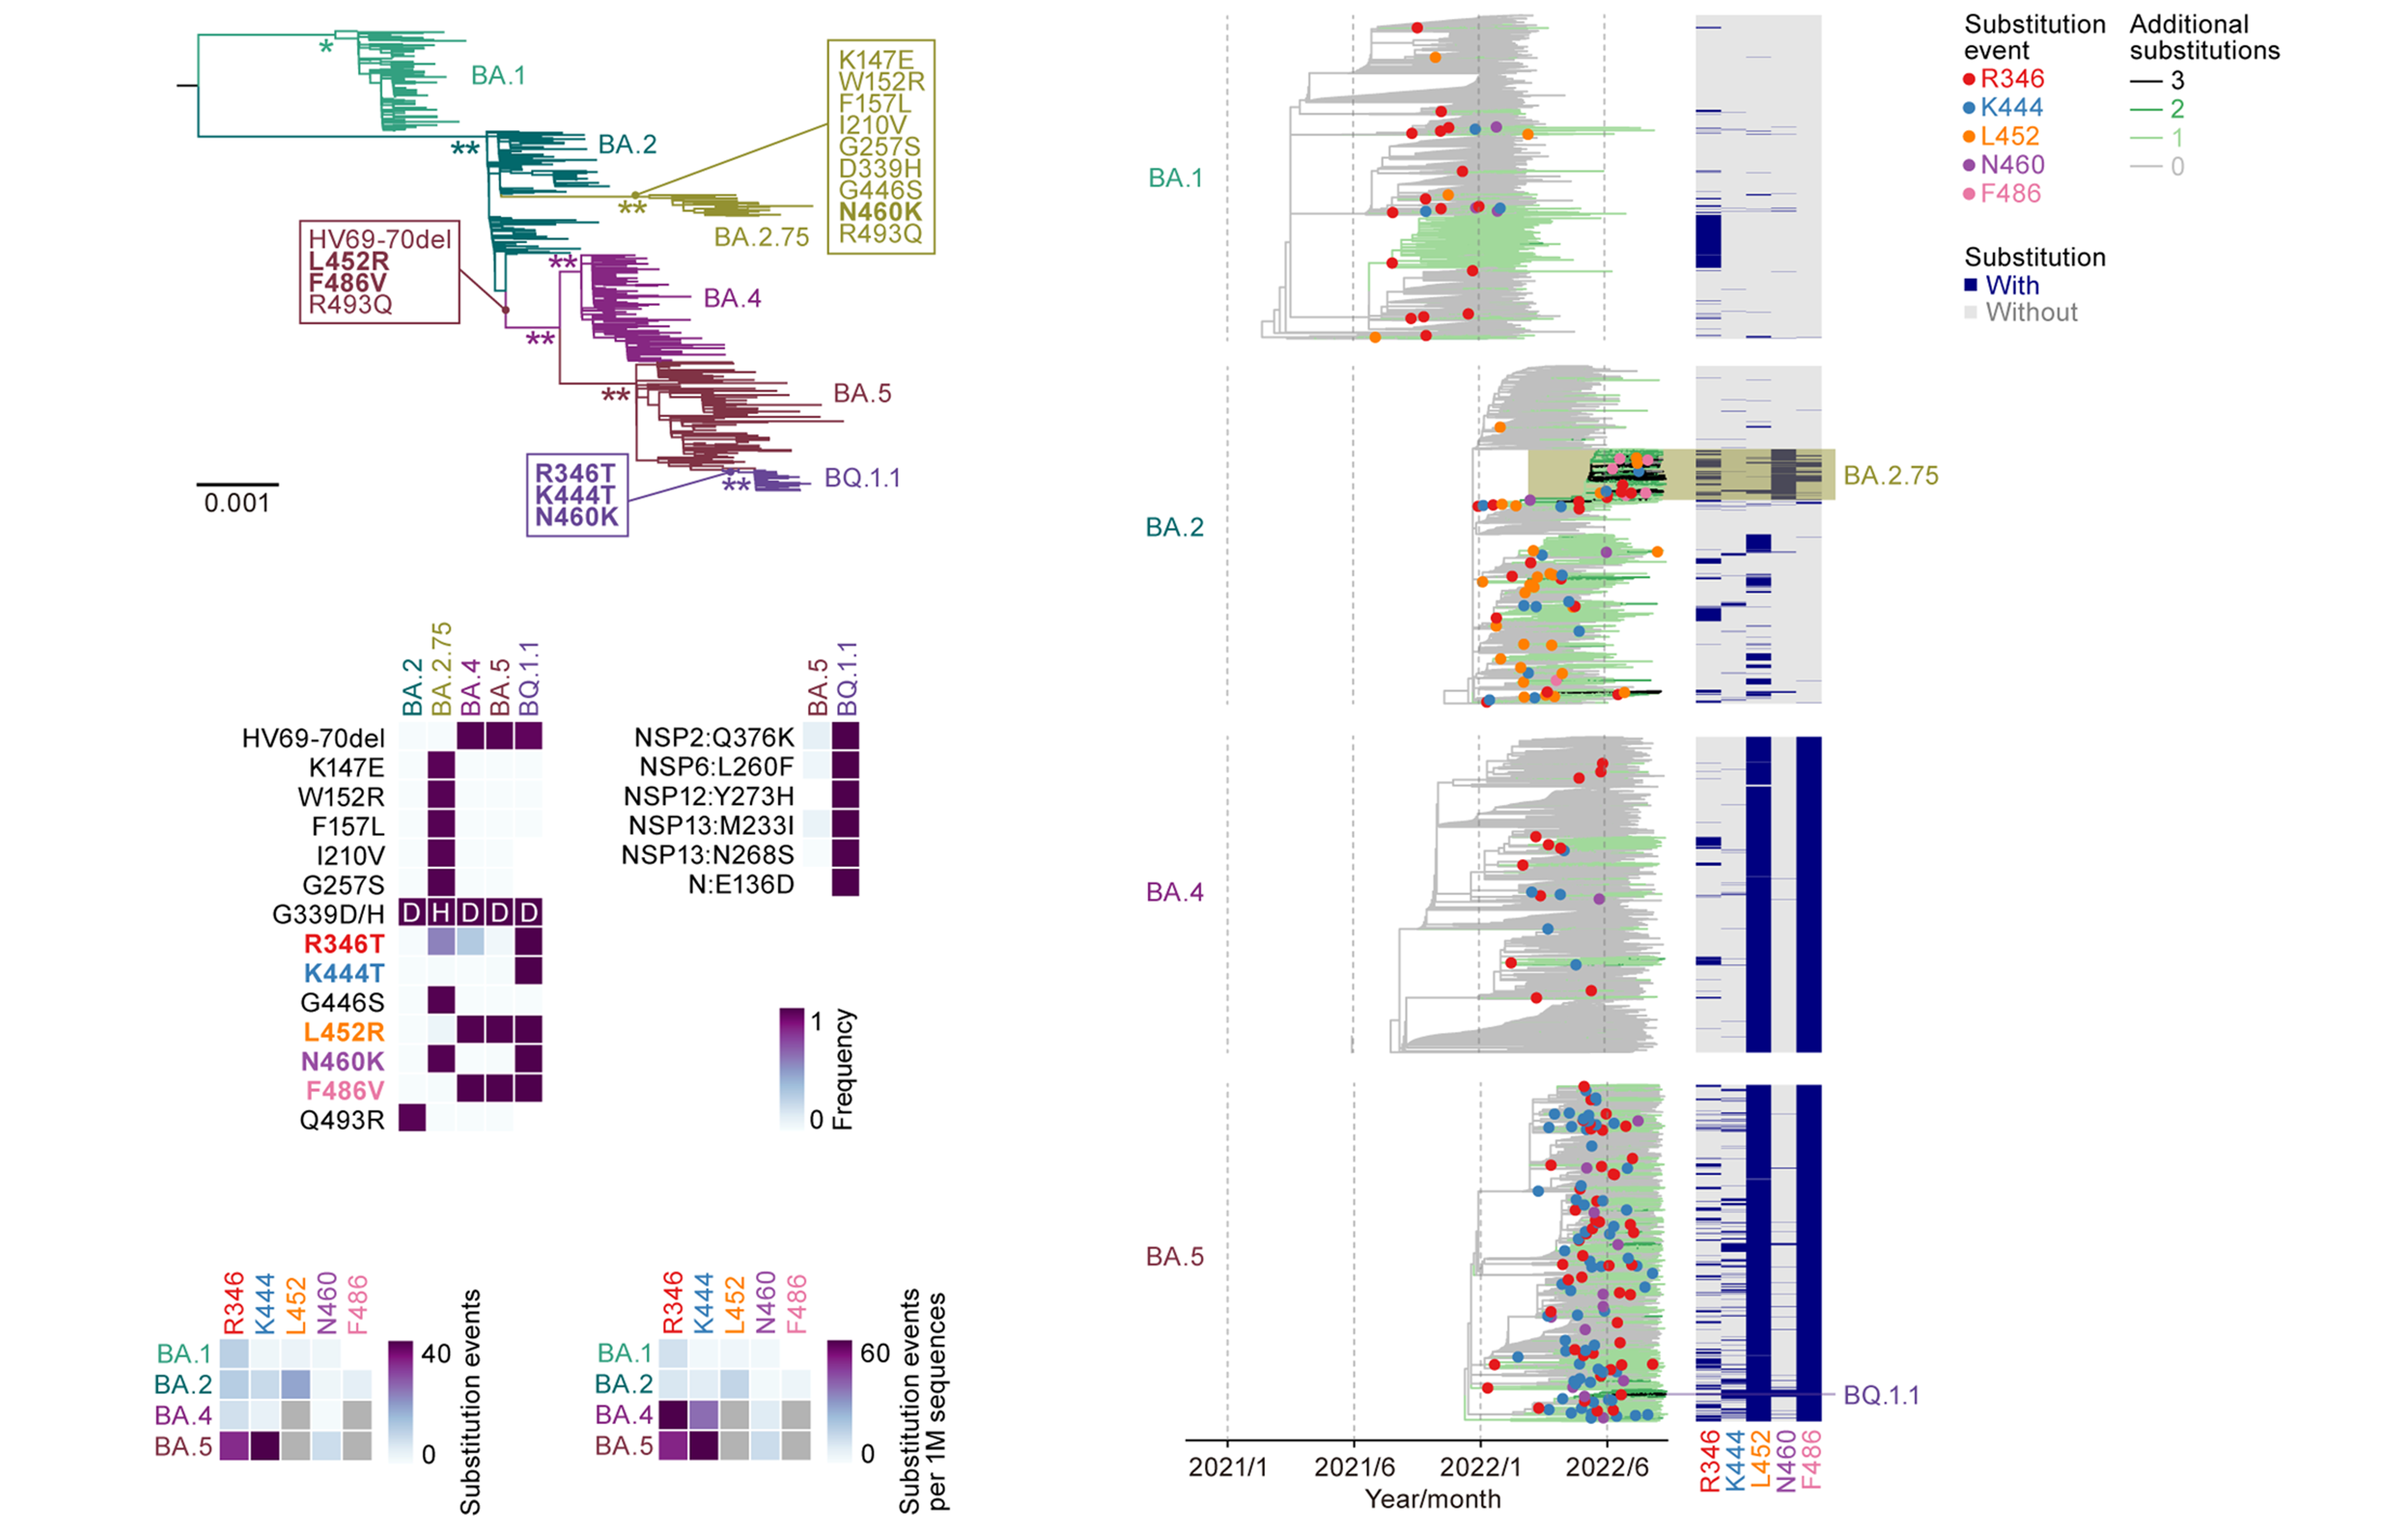 *
BA.1
**
BA.2
K147E
W152R
F157L
I210V
G257S
D339H
G446S
N460K
R493Q
**
BA.2.75
HV69-70del
L452R
F486V
R493Q
**
BA.4
**
**
BA.5
R346T
K444T
N460K
**
BQ.1.1
0.001
BA.2
BA.2.75
BA.4
BA.5
BQ.1.1
HV69-70del
K147E
W152R
F157L
I210V
G257S
G339D/H D H D D D
R346T
K444T
G446S
L452R
N460K
F486V
Q493R
BA.5
BQ.1.1
NSP2:Q376K
NSP6:L260F
NSP12:Y273H
NSP13:M233I
NSP13:N268S
N:E136D
1
0
Frequency
R346
K444
L452
N460
F486
BA.1
BA.2
BA.4
BA.5
40
0
Substitution events
R346
K444
L452
N460
F486
BA.1
BA.2
BA.4
BA.5
60
0
Substitution events
per 1M sequences
BA.1
BA.2
BA.2.75
BA.4
BA.5
BQ.1.1
2021/1
2021/6
2022/1
2022/6
Year/month
R346
K444
L452
N460
F486
Substitution
event
R346
K444
L452
N460
F486
Additional
substitutions
3
2
1
0
Substitution
With
Without